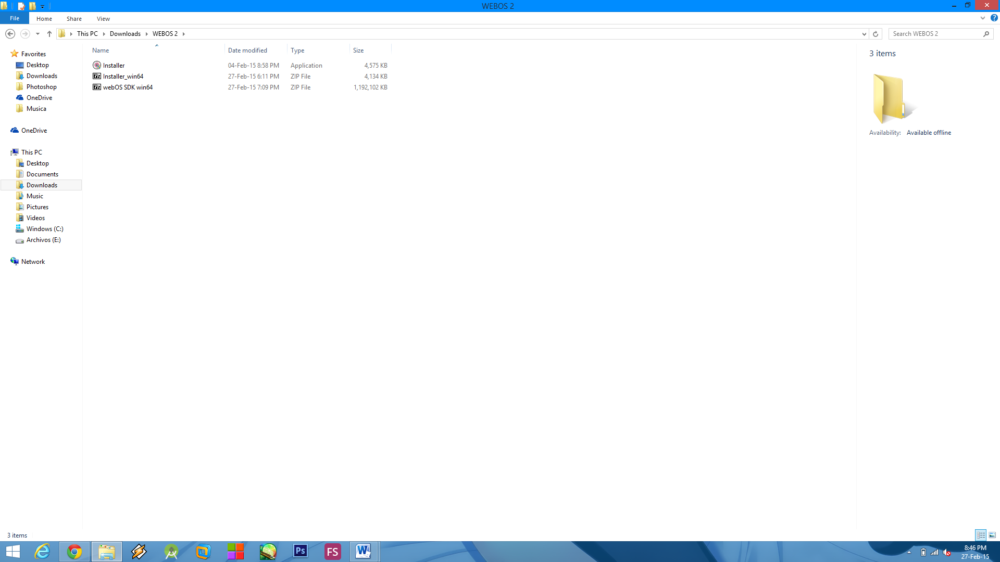 WEBOS 2
File Home Share View
This PC Downloads WEBOS 2
Search WEBOS 2
Name Date modified Type Size
Installer 04-Feb-15 8:58 PM Application 4,575 KB
Installer_win64 27-Feb-15 6:11 PM ZIP File 4,134 KB
webOS SDK win64 27-Feb-15 7:09 PM ZIP File 1,192,102 KB
Favorites
Desktop
Downloads
Photoshop
OneDrive
Musica
OneDrive
This PC
Desktop
Documents
Downloads
Music
Pictures
Videos
Windows (C:)
Archivos (E:)
Network
3 items
Availability: Available offline
3 items
Ps FS W
8:46 PM
27-Feb-15